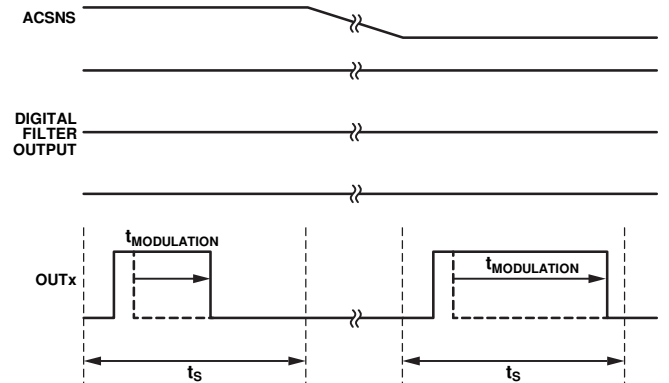 ACSNS
DIGITAL
FILTER
OUTPUT
tMODULATION
OUTx
tMODULATION
tS
tS